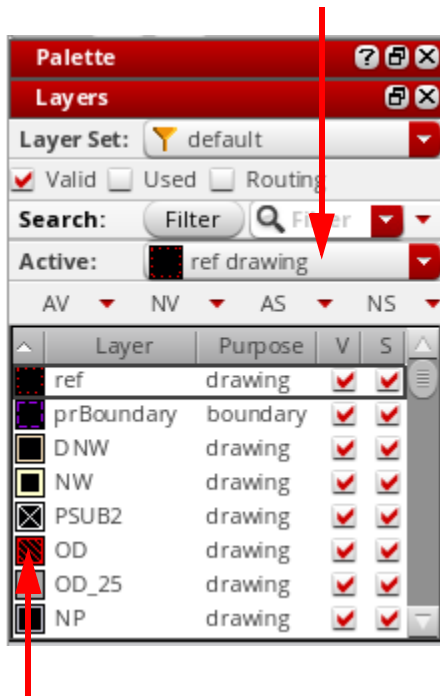 Palette
Layers
Layer Set: default
Valid Used Routing
Search: Filter Filter
Active: ref drawing
AV NV AS NS
Layer Purpose V S
ref drawing
prBoundary boundary
DNW drawing
NW drawing
PSUB2 drawing
OD drawing
OD_25 drawing
NP drawing